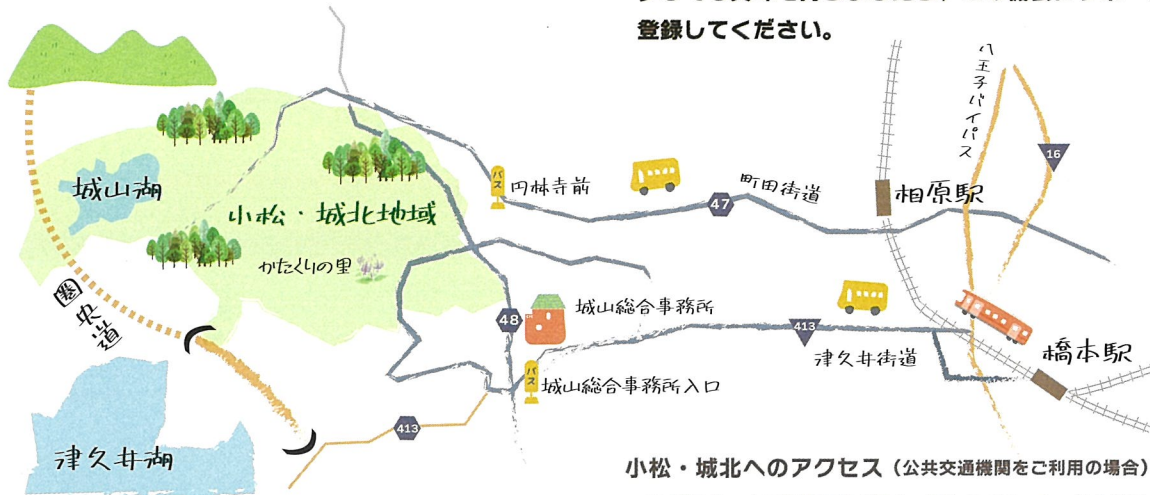 登録してください。
八王子バイパス
16
城山湖
円林寺前
バス
町田街道
47
相原駅
小松・城北地域
かたくりの里
圏央道
48
城山総合事務所
413
津久井街道
橋本駅
バス
城山総合事務所入口
413
津久井湖
小松・城北へのアクセス（公共交通機関をご利用の場合）